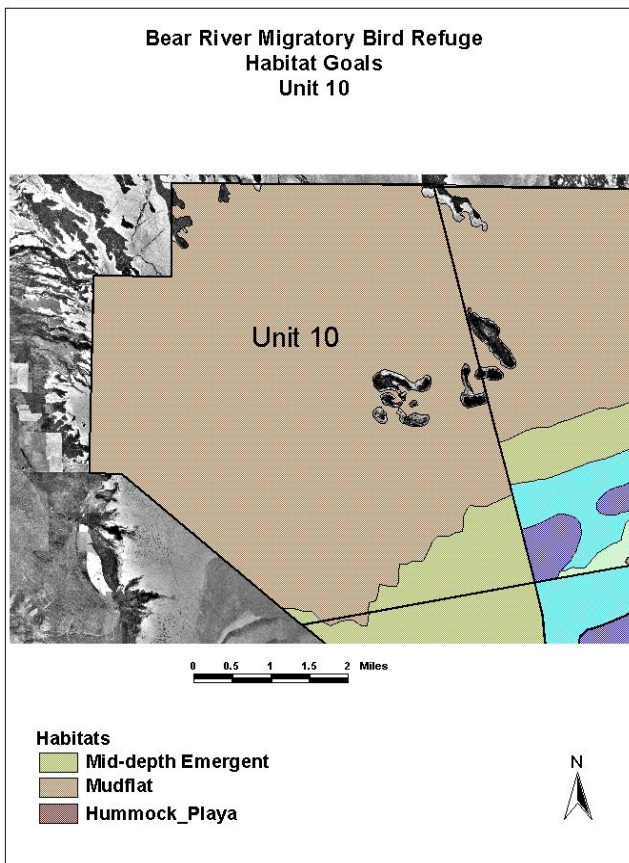 Bear River Migratory Bird Refuge
Habitat Goals
Unit 10
Unit 10
0 0.5 1 1.5 2 Miles
Habitats
Mid-depth Emergent
Mudflat
Hummock_Playa
N